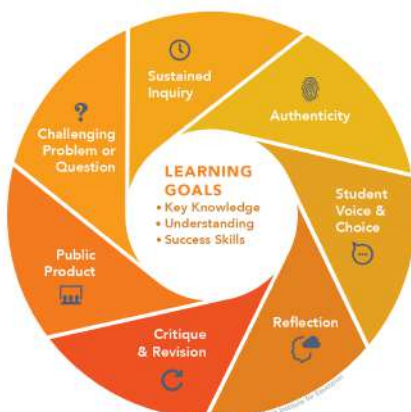 Sustained
Inquiry
Authenticity
Student
Voice &
Choice
Reflection
Critique
& Revision
Public
Product
?
Challenging
Problem or
Question
LEARNING
GOALS
• Key Knowledge
• Understanding
• Success Skills